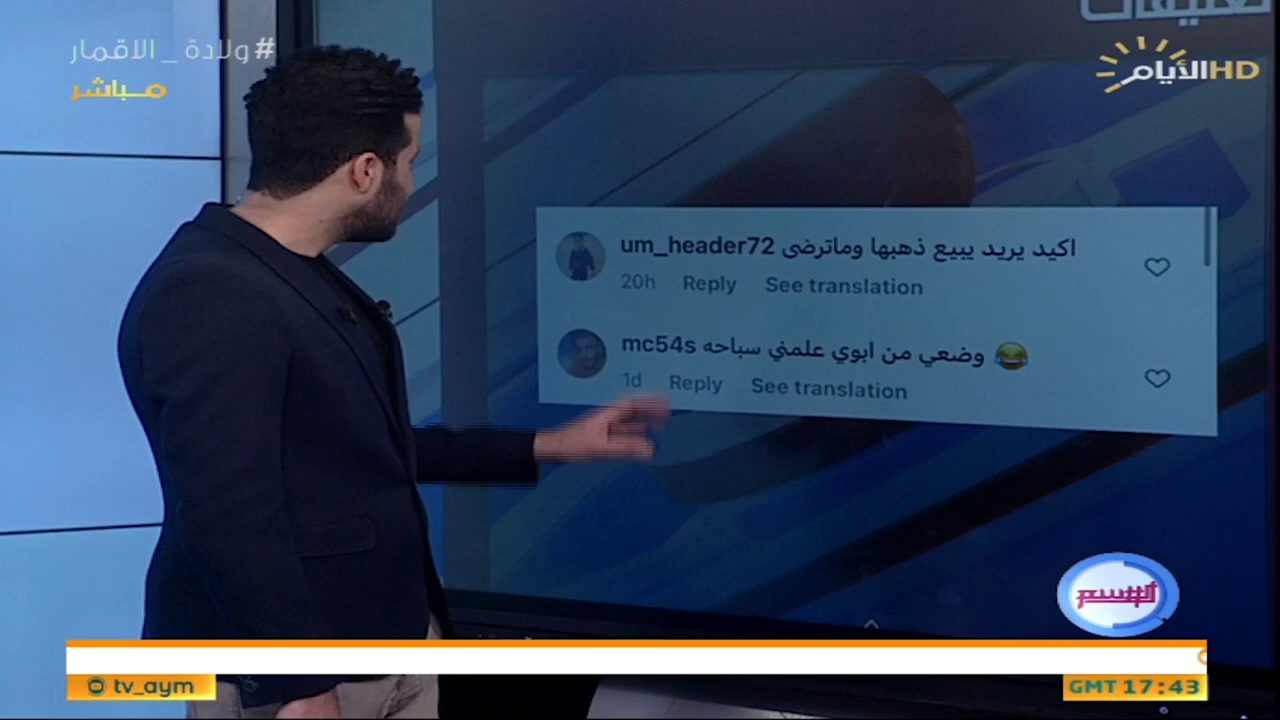 تعليقات
#ولادة_الاقمار
مباشر
الأيام HD
um_header72 اكيد يريد يبيع ذهبها وماترضى
20h Reply See translation
mc54s وضعي من ابوي علمني سباحه 😂
1d Reply See translation
tv_aym
GMT 17:43